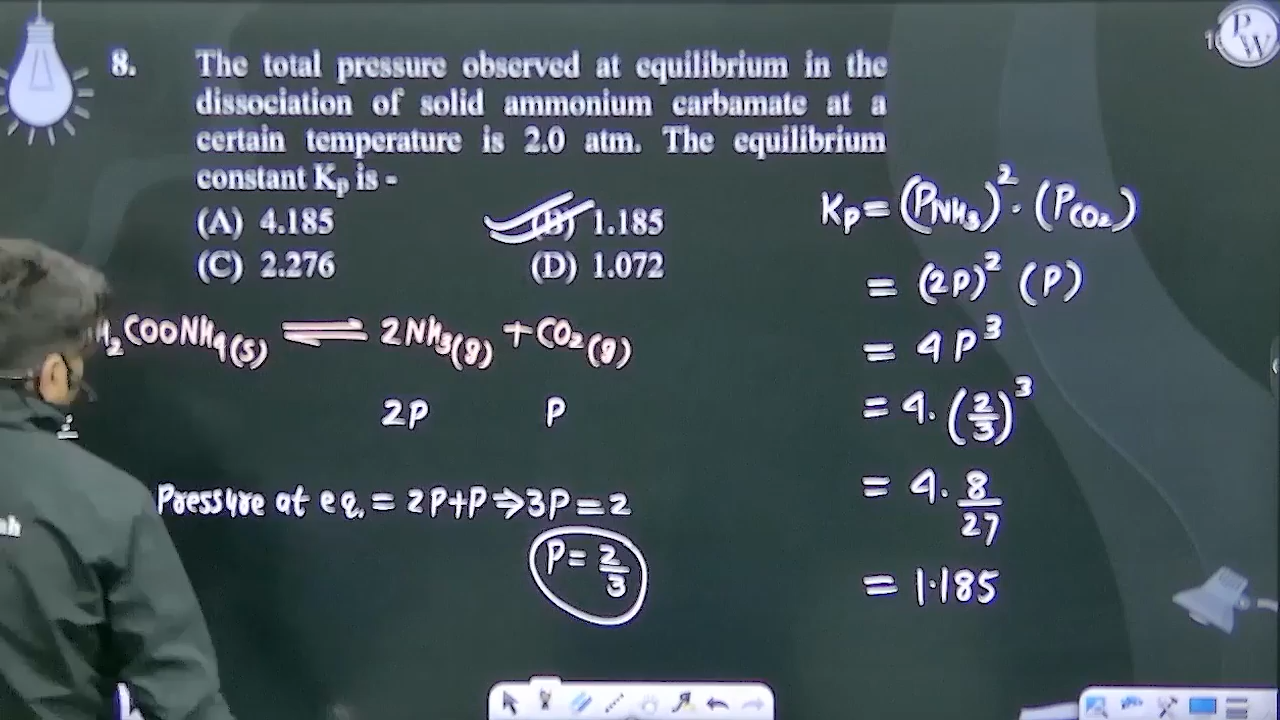 8. The total pressure observed at equilibrium in the
dissociation of solid ammonium carbamate at a
certain temperature is 2.0 atm. The equilibrium
constant Kp is -
(A) 4.185 (B) 1.185
(C) 2.276 (D) 1.072
H₂COONH₄(s) ⇌ 2NH₃(g) + CO₂(g)
2P P
Pressure at eq. = 2P+P ⇒ 3P = 2
P = 2/3
Kp = (PNH₃)² · (PCO₂)
= (2P)² (P)
= 4P³
= 4·(2/3)³
= 4·8/27
= 1.185
PW
ah